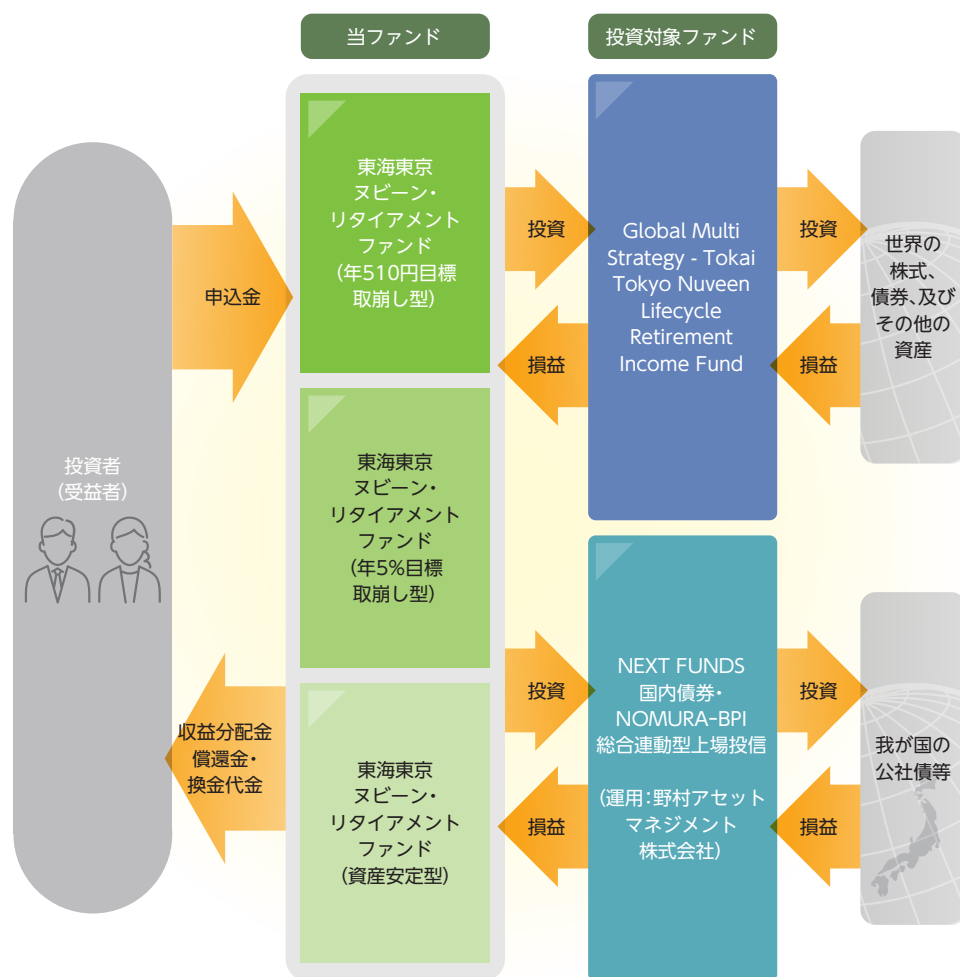 当ファンド
投資対象ファンド
投資者
(受益者)
申込金
収益分配金
償還金・
換金代金
東海東京
ヌビーン・
リタイアメント
ファンド
(年510円目標
取崩し型)
東海東京
ヌビーン・
リタイアメント
ファンド
(年5%目標
取崩し型)
東海東京
ヌビーン・
リタイアメント
ファンド
(資産安定型)
投資
損益
投資
損益
Global Multi
Strategy - Tokai
Tokyo Nuveen
Lifecycle
Retirement
Income Fund
NEXT FUNDS
国内債券・
NOMURA-BPI
総合連動型上場投信
(運用:野村アセット
マネジメント
株式会社)
投資
損益
投資
損益
世界の
株式、
債券、及び
その他の
資産
我が国の
公社債等